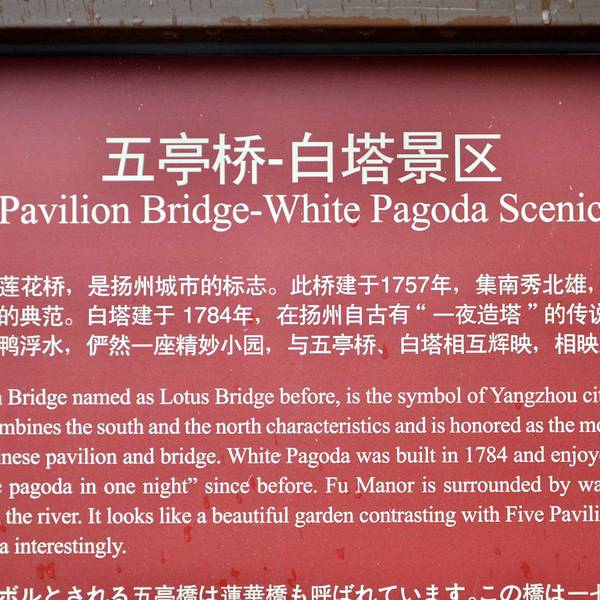 五亭桥-白塔景区
Pavilion Bridge-White Pagoda Scenic
莲花桥，是扬州城市的标志。此桥建于1757年，集南秀北雄，
的典范。白塔建于 1784年，在扬州自古有“一夜造塔”的传说
鸭浮水，俨然一座精妙小园，与五亭桥、白塔相互辉映，相映
Bridge named as Lotus Bridge before, is the symbol of Yangzhou cit
mbines the south and the north characteristics and is honored as the mo
inese pavilion and bridge. White Pagoda was built in 1784 and enjoye
pagoda in one night” since before. Fu Manor is surrounded by wa
the river. It looks like a beautiful garden contrasting with Five Pavili
a interestingly.
ボルとされる五亭橋は蓮華橋も呼ばれています。この橋は一七